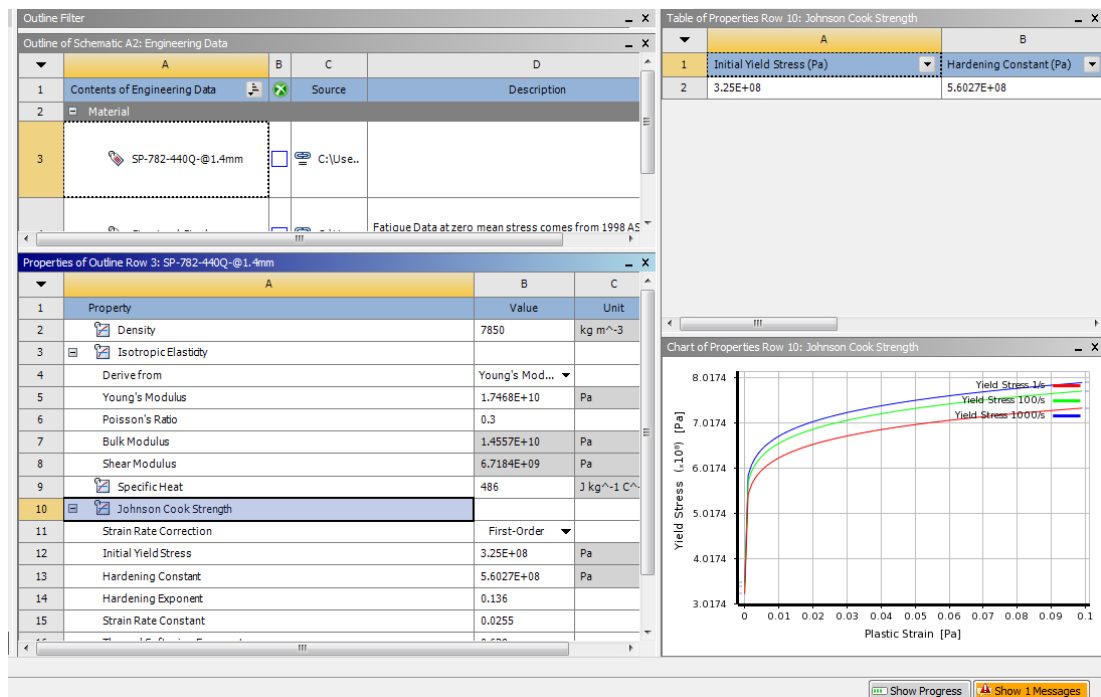 Outline Filter
Outline of Schematic A2: Engineering Data
A B C D
1 Contents of Engineering Data Source Description
2 Material
3 SP-782-440Q-@1.4mm C:\Use..
Fatigue Data at zero mean stress comes from 1998 AS
Properties of Outline Row 3: SP-782-440Q-@1.4mm
A B C
1 Property Value Unit
2 Density 7850 kg m^-3
3 Isotropic Elasticity
4 Derive from Young's Mod...
5 Young's Modulus 1.7468E+10 Pa
6 Poisson's Ratio 0.3
7 Bulk Modulus 1.4557E+10 Pa
8 Shear Modulus 6.7184E+09 Pa
9 Specific Heat 486 J kg^-1 C^-
10 Johnson Cook Strength
11 Strain Rate Correction First-Order
12 Initial Yield Stress 3.25E+08 Pa
13 Hardening Constant 5.6027E+08 Pa
14 Hardening Exponent 0.136
15 Strain Rate Constant 0.0255
Table of Properties Row 10: Johnson Cook Strength
A B
1 Initial Yield Stress (Pa) Hardening Constant (Pa)
2 3.25E+08 5.6027E+08
Chart of Properties Row 10: Johnson Cook Strength
Yield Stress 1/s
Yield Stress 100/s
Yield Stress 1000/s
8.0174
7.0174
6.0174
5.0174
4.0174
3.0174
Yield Stress (x10⁸) [Pa]
0 0.01 0.02 0.03 0.04 0.05 0.06 0.07 0.08 0.09 0.1
Plastic Strain [Pa]
Show Progress Show 1 Messages